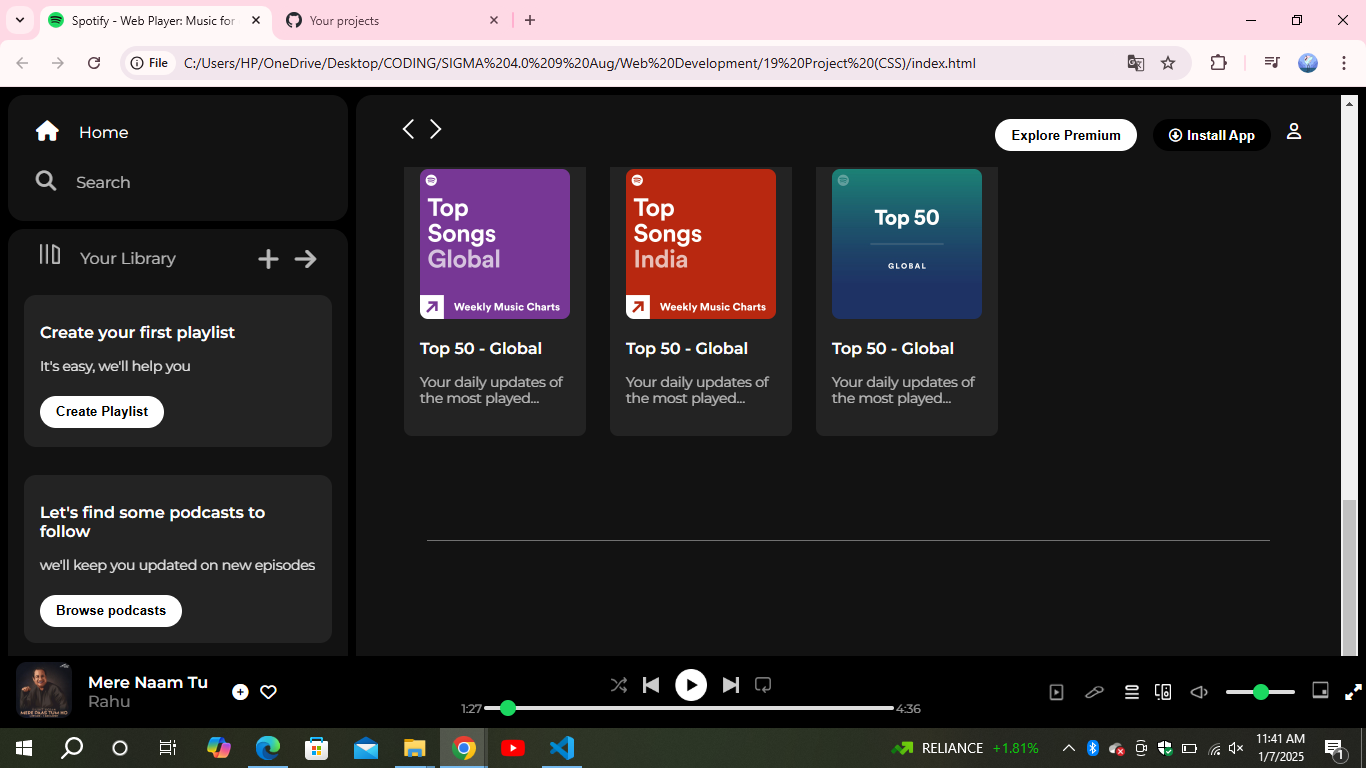 Spotify - Web Player: Music for
Your projects
File
C:/Users/HP/OneDrive/Desktop/CODING/SIGMA%204.0%209%20Aug/Web%20Development/19%20Project%20(CSS)/index.html
Home
Search
Your Library
Create your first playlist
It's easy, we'll help you
Create Playlist
Let's find some podcasts to
follow
we'll keep you updated on new episodes
Browse podcasts
Explore Premium
Install App
Top
Songs
Global
Weekly Music Charts
Top 50 - Global
Your daily updates of
the most played...
Top
Songs
India
Weekly Music Charts
Top 50 - Global
Your daily updates of
the most played...
Top 50
GLOBAL
Top 50 - Global
Your daily updates of
the most played...
Mere Naam Tu
Rahu
1:27
4:36
RELIANCE +1.81%
11:41 AM
1/7/2025
1